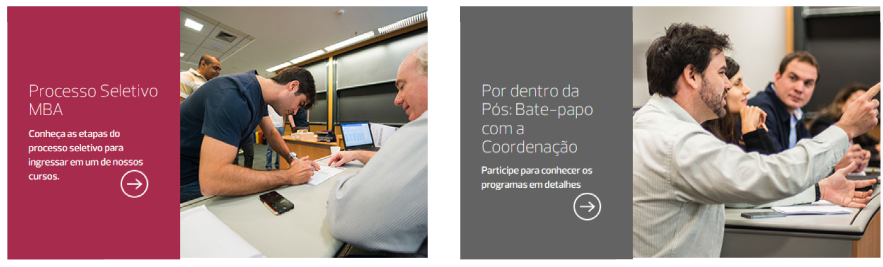 Processo Seletivo
MBA
Conheça as etapas do
processo seletivo para
ingressar em um de nossos
cursos.
Por dentro da
Pós: Bate-papo
com a
Coordenação
Participe para conhecer os
programas em detalhes